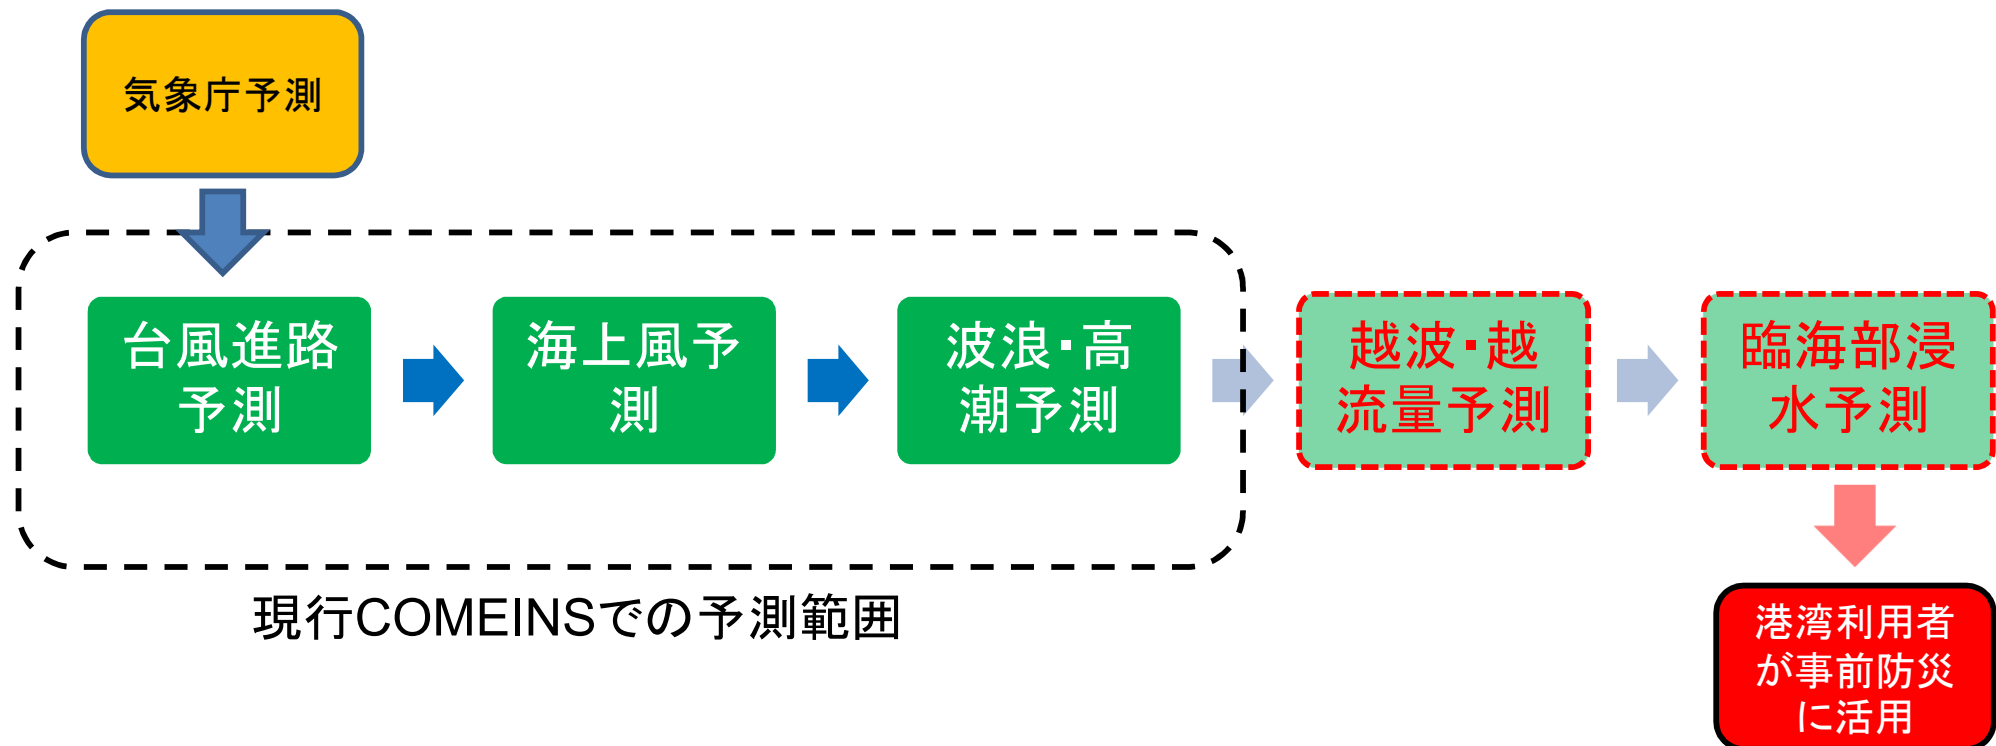 気象庁予測
台風進路
予測
海上風予
測
波浪・高
潮予測
越波・越
流量予測
臨海部浸
水予測
現行COMEINSでの予測範囲
港湾利用者
が事前防災
に活用